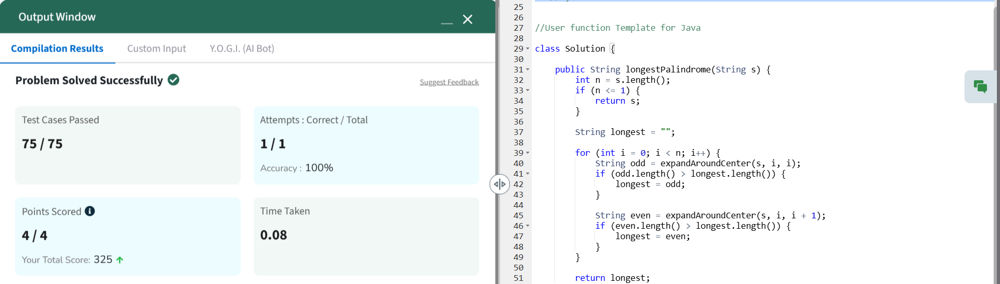 Output Window
Compilation Results Custom Input Y.O.G.I. (AI Bot)
Problem Solved Successfully
Suggest Feedback
Test Cases Passed
75 / 75
Attempts : Correct / Total
1 / 1
Accuracy : 100%
Points Scored
4 / 4
Your Total Score: 325
Time Taken
0.08
25
26
27 //User function Template for Java
28
29 class Solution {
30
31 public String longestPalindrome(String s) {
32 int n = s.length();
33 if (n <= 1) {
34 return s;
35 }
36
37 String longest = "";
38
39 for (int i = 0; i < n; i++) {
40 String odd = expandAroundCenter(s, i, i);
41 if (odd.length() > longest.length()) {
42 longest = odd;
43 }
44
45 String even = expandAroundCenter(s, i, i + 1);
46 if (even.length() > longest.length()) {
47 longest = even;
48 }
49 }
50
51 return longest;